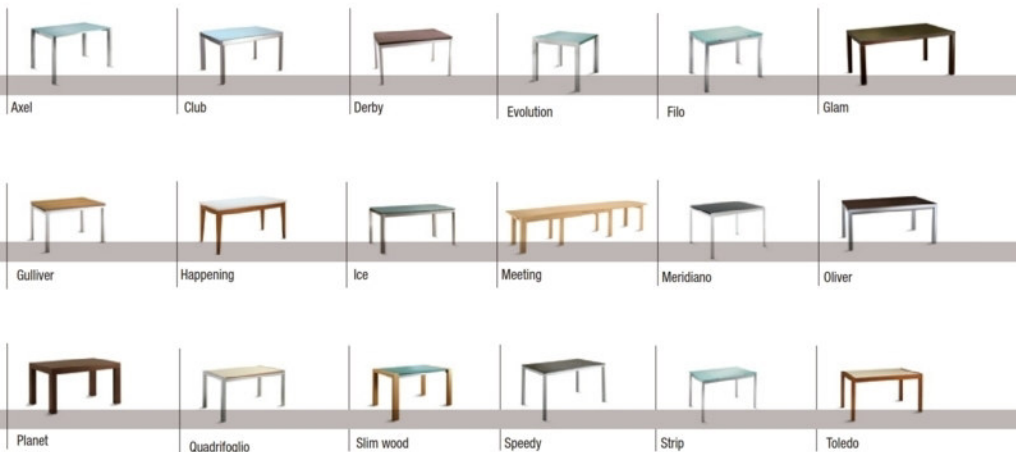 Axel
Club
Derby
Evolution
Filo
Glam
Gulliver
Happening
Ice
Meeting
Meridiano
Oliver
Planet
Quadrifoglio
Slim wood
Speedy
Strip
Toledo